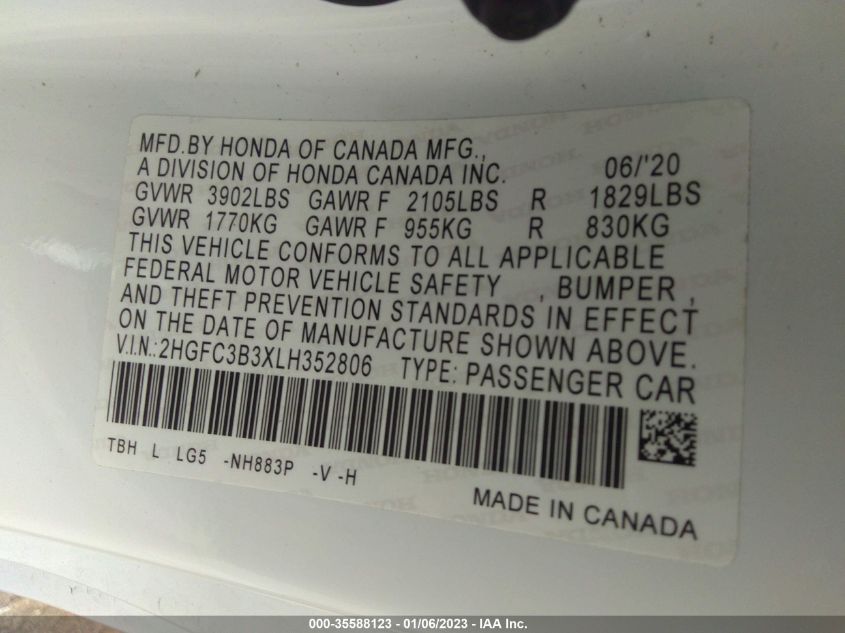 MFD.BY HONDA OF CANADA MFG.,
A DIVISION OF HONDA CANADA INC. 06/'20
GVWR 3902LBS GAWR F 2105LBS R 1829LBS
GVWR 1770KG GAWR F 955KG R 830KG
THIS VEHICLE CONFORMS TO ALL APPLICABLE
FEDERAL MOTOR VEHICLE SAFETY , BUMPER ,
AND THEFT PREVENTION STANDARDS IN EFFECT
ON THE DATE OF MANUFACTURE SHOWN ABOVE.
V.I.N.: 2HGFC3B3XLH352806 TYPE: PASSENGER CAR
TBH L LG5 -NH883P -V -H
MADE IN CANADA
000-35588123 - 01/06/2023 - IAA Inc.